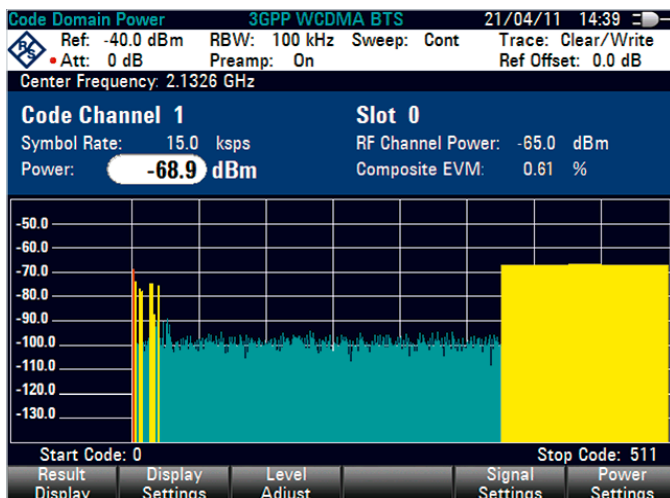 Code Domain Power 3GPP WCDMA BTS 21/04/11 14:39
R&S Ref: -40.0 dBm RBW: 100 kHz Sweep: Cont Trace: Clear/Write
• Att: 0 dB Preamp: On Ref Offset: 0.0 dB
Center Frequency: 2.1326 GHz
Code Channel 1 Slot 0
Symbol Rate: 15.0 ksps RF Channel Power: -65.0 dBm
Power: -68.9 dBm Composite EVM: 0.61 %
-50.0
-60.0
-70.0
-80.0
-90.0
-100.0
-110.0
-120.0
-130.0
Start Code: 0 Stop Code: 511
Result Display Level Signal Power
Display Settings Adjust Settings Settings